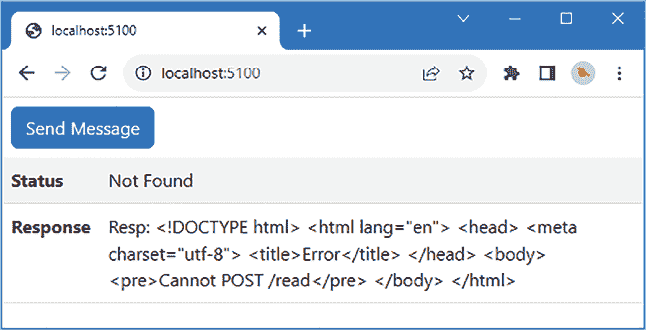 localhost:5100
localhost:5100
Send Message
Status Not Found
Response Resp: <!DOCTYPE html> <html lang="en"> <head> <meta
charset="utf-8"> <title>Error</title> </head> <body>
<pre>Cannot POST /read</pre> </body> </html>